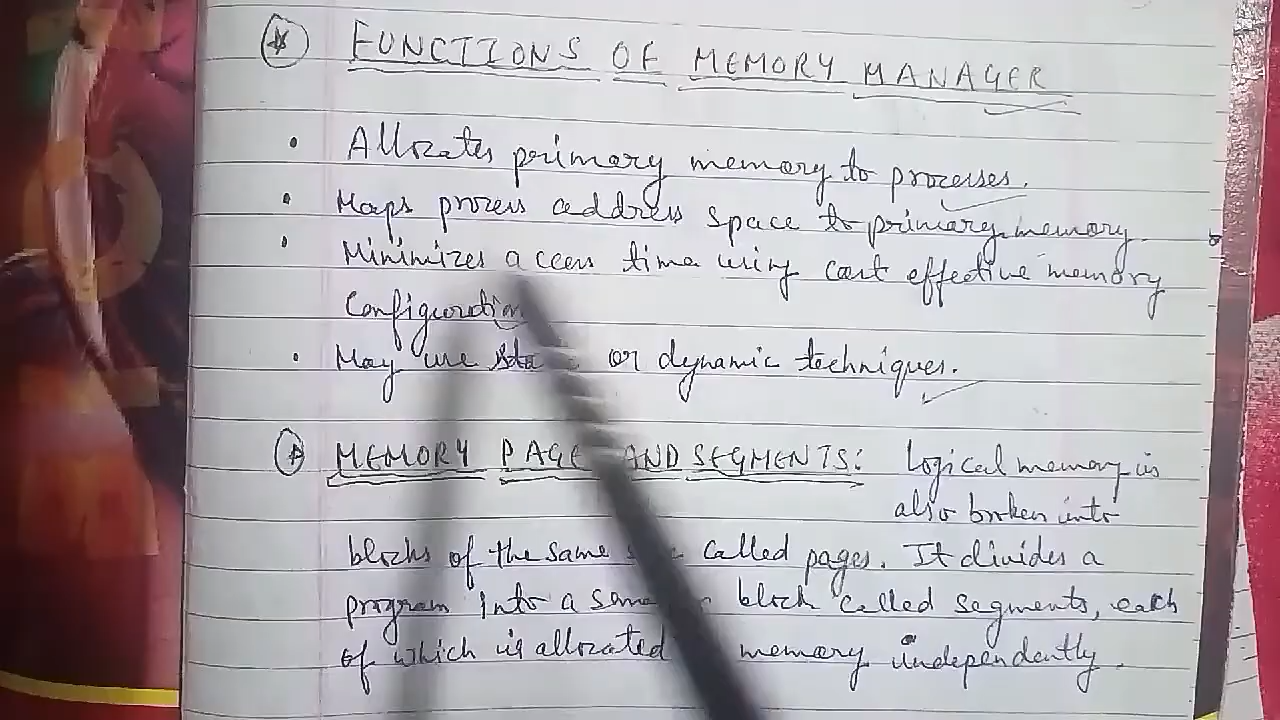 FUNCTIONS OF MEMORY MANAGER
• Allocates primary memory to processes.
• Maps process address space to primary memory
• Minimizes access time using cost effective memory
Configuration
• May use or dynamic techniques.
MEMORY PAGE AND SEGMENTS: Logical memory is
also broken into
blocks of the same called pages. It divides a
program into a block called segments, each
of which is allocated memory independently.